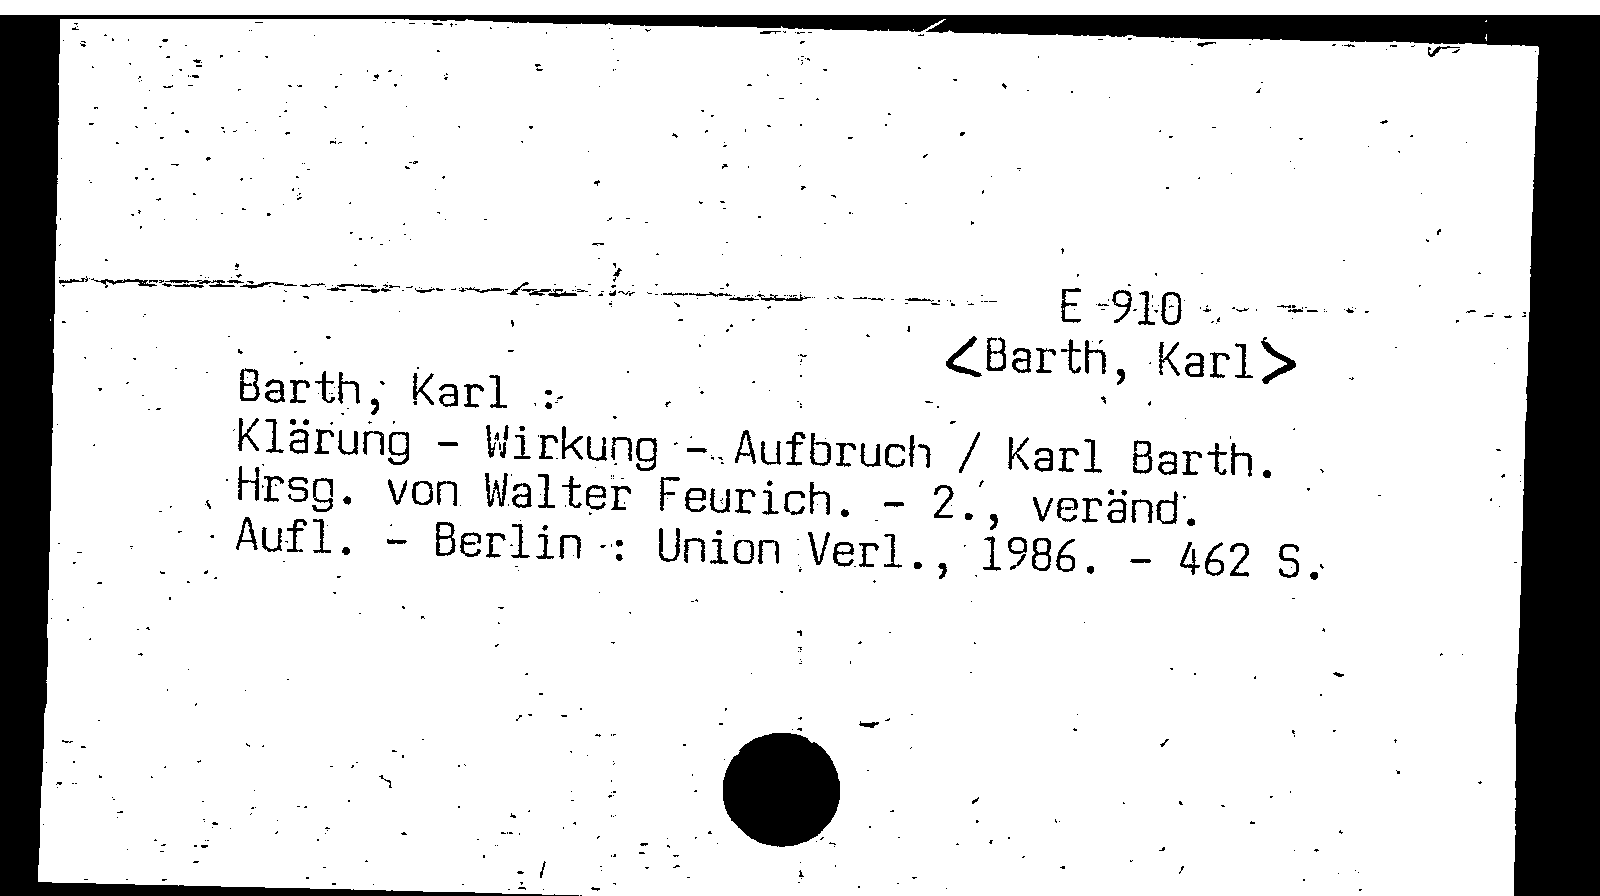 E 910
<Barth, Karl>
Barth, Karl :
Klärung - Wirkung - Aufbruch / Karl Barth.
Hrsg. von Walter Feurich. - 2., veränd.
Aufl. - Berlin : Union Verl., 1986. - 462 S.